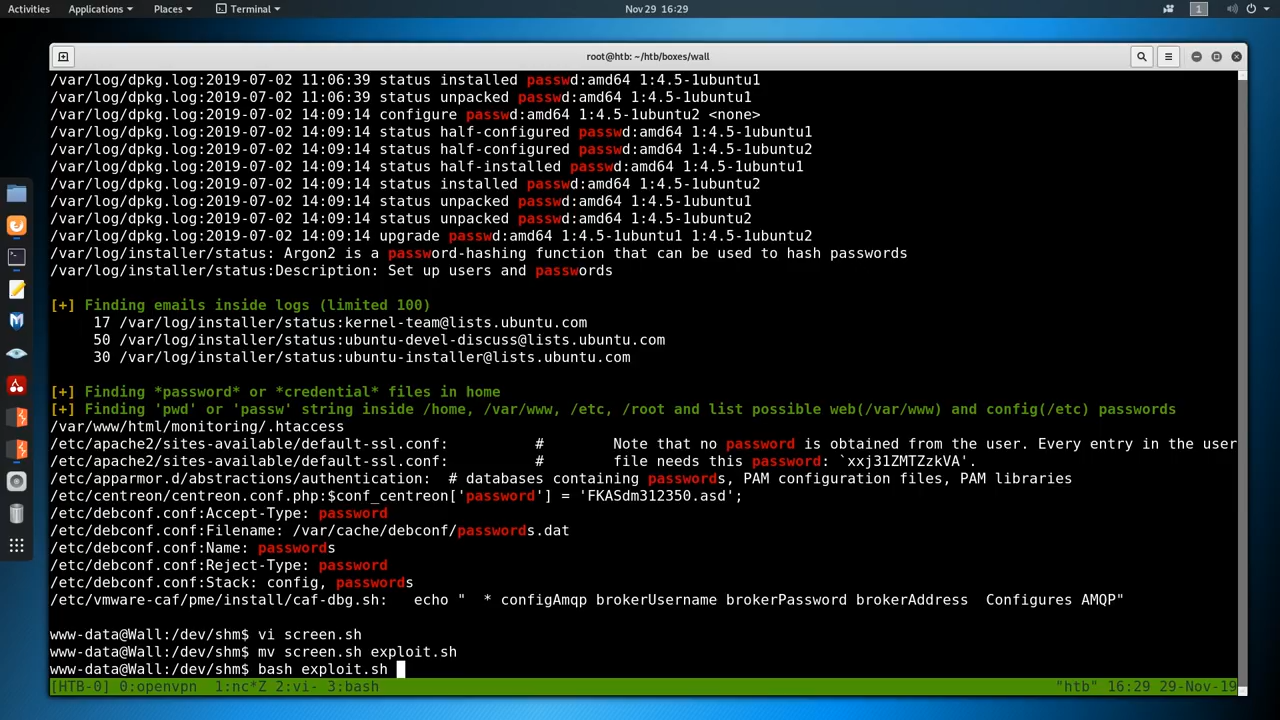 Activities Applications Places Terminal Nov 29 16:29 1
root@htb: ~/htb/boxes/wall
/var/log/dpkg.log:2019-07-02 11:06:39 status installed passwd:amd64 1:4.5-1ubuntu1
/var/log/dpkg.log:2019-07-02 11:06:39 status unpacked passwd:amd64 1:4.5-1ubuntu1
/var/log/dpkg.log:2019-07-02 14:09:14 configure passwd:amd64 1:4.5-1ubuntu2 <none>
/var/log/dpkg.log:2019-07-02 14:09:14 status half-configured passwd:amd64 1:4.5-1ubuntu1
/var/log/dpkg.log:2019-07-02 14:09:14 status half-configured passwd:amd64 1:4.5-1ubuntu2
/var/log/dpkg.log:2019-07-02 14:09:14 status half-installed passwd:amd64 1:4.5-1ubuntu1
/var/log/dpkg.log:2019-07-02 14:09:14 status installed passwd:amd64 1:4.5-1ubuntu2
/var/log/dpkg.log:2019-07-02 14:09:14 status unpacked passwd:amd64 1:4.5-1ubuntu1
/var/log/dpkg.log:2019-07-02 14:09:14 status unpacked passwd:amd64 1:4.5-1ubuntu2
/var/log/dpkg.log:2019-07-02 14:09:14 upgrade passwd:amd64 1:4.5-1ubuntu1 1:4.5-1ubuntu2
/var/log/installer/status: Argon2 is a password-hashing function that can be used to hash passwords
/var/log/installer/status:Description: Set up users and passwords
[+] Finding emails inside logs (limited 100)
17 /var/log/installer/status:kernel-team@lists.ubuntu.com
50 /var/log/installer/status:ubuntu-devel-discuss@lists.ubuntu.com
30 /var/log/installer/status:ubuntu-installer@lists.ubuntu.com
[+] Finding *password* or *credential* files in home
[+] Finding 'pwd' or 'passw' string inside /home, /var/www, /etc, /root and list possible web(/var/www) and config(/etc) passwords
/var/www/html/monitoring/.htaccess
/etc/apache2/sites-available/default-ssl.conf: # Note that no password is obtained from the user. Every entry in the user
/etc/apache2/sites-available/default-ssl.conf: # file needs this password: `xxj31ZMTZzkVA'.
/etc/apparmor.d/abstractions/authentication: # databases containing passwords, PAM configuration files, PAM libraries
/etc/centreon/centreon.conf.php:$conf_centreon['password'] = 'FKASdm312350.asd';
/etc/debconf.conf:Accept-Type: password
/etc/debconf.conf:Filename: /var/cache/debconf/passwords.dat
/etc/debconf.conf:Name: passwords
/etc/debconf.conf:Reject-Type: password
/etc/debconf.conf:Stack: config, passwords
/etc/vmware-caf/pme/install/caf-dbg.sh: echo " * configAmqp brokerUsername brokerPassword brokerAddress Configures AMQP"
www-data@Wall:/dev/shm$ vi screen.sh
www-data@Wall:/dev/shm$ mv screen.sh exploit.sh
www-data@Wall:/dev/shm$ bash exploit.sh
[HTB-0] 0:openvpn 1:nc*Z 2:vi- 3:bash "htb" 16:29 29-Nov-19